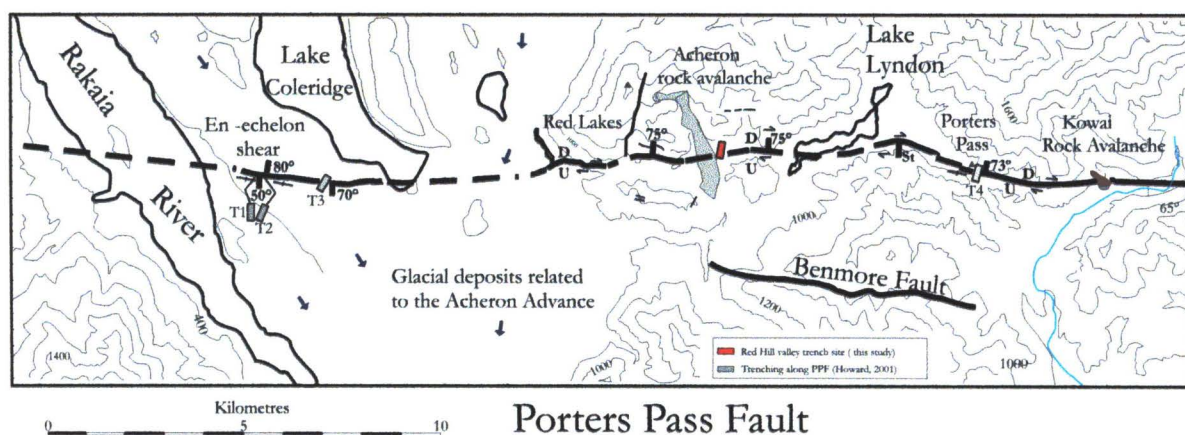 Rakaia
River
Lake
Coleridge
En -echelon
shear
80°
50°
T1
T2
T3
70°
Red Lakes
D
U
75°
Acheron
rock avalanche
D
U
75°
Lake
Lyndon
St
Porters
Pass
73°
T4
D
U
Kowai
Rock Avalanche
65°
1600
1000
Glacial deposits related
to the Acheron Advance
Benmore Fault
1200
1400
400
1000
1000
Red Hill valley trench site ( this study)
Trenching along PPF (Howard, 2001)
Kilometres
0 5 10
Porters Pass Fault